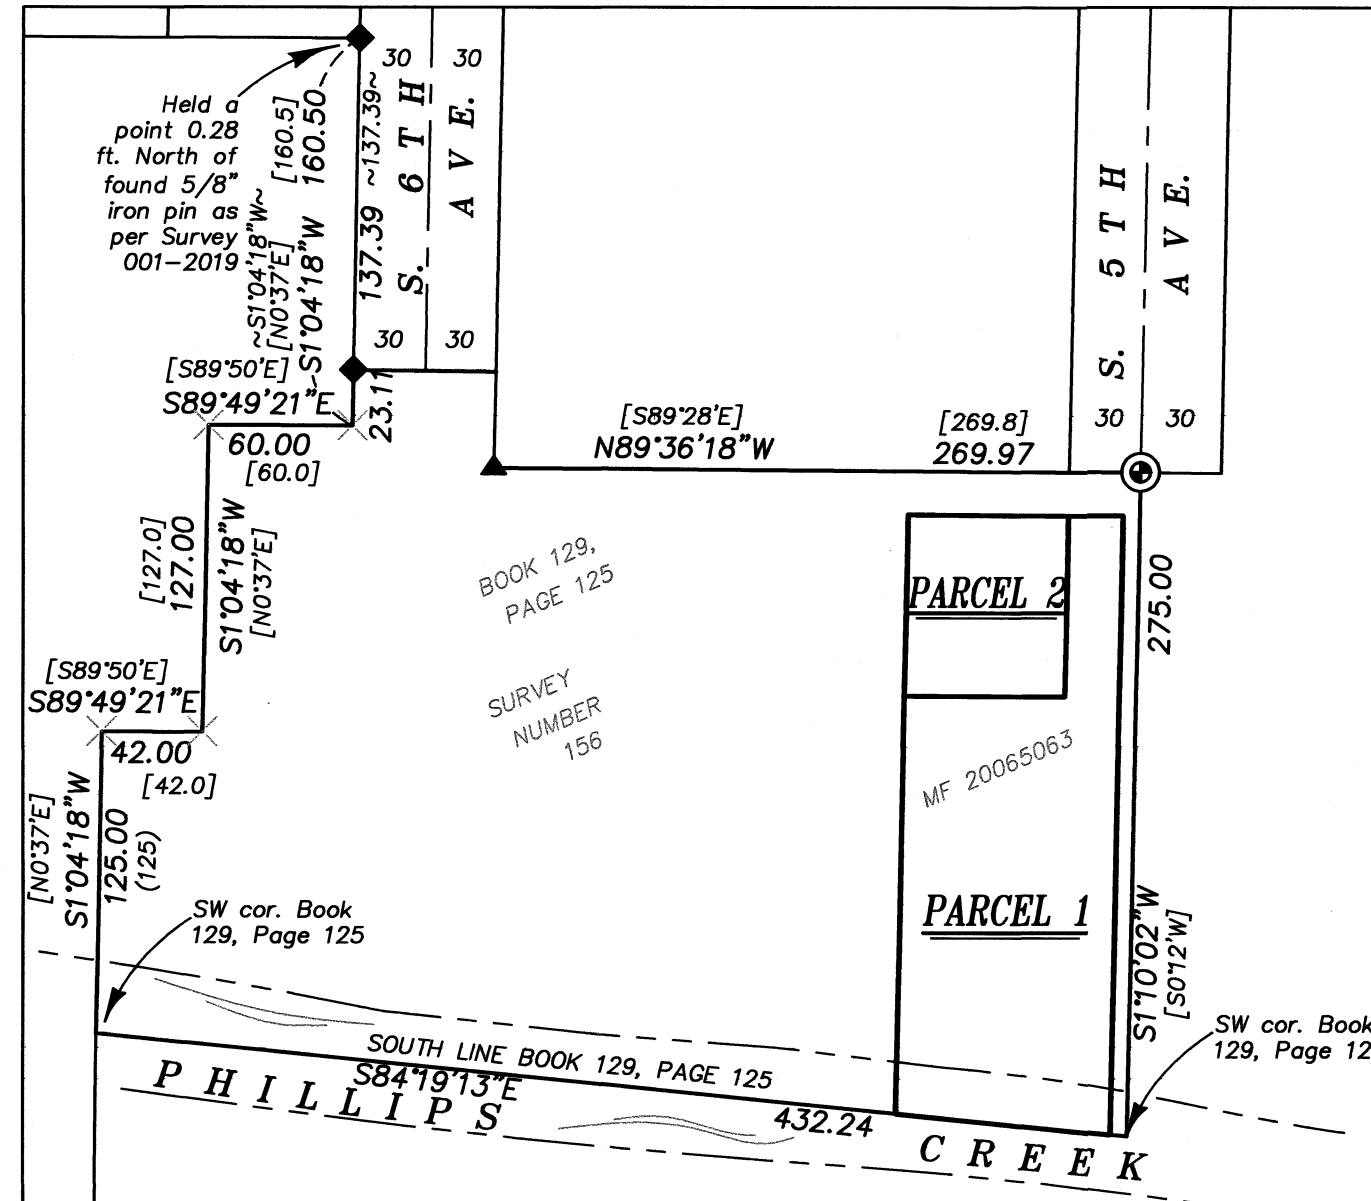 Held a
point 0.28
ft. North of
found 5/8"
iron pin as
per Survey
001-2019
~S1°04'18"W~
[N0°37'E]
[160.5]
S1°04'18"W 160.50
137.39 ~137.39~
30 30
S. 6TH
AVE.
30 30
23.11
[S89°50'E]
S89°49'21"E
60.00
[60.0]
[S89°28'E]
N89°36'18"W
[269.8]
269.97
S. 5TH
AVE.
30 30
[127.0]
127.00
S1°04'18"W
[N0°37'E]
BOOK 129,
PAGE 125
SURVEY
NUMBER
156
PARCEL 2
275.00
[S89°50'E]
S89°49'21"E
42.00
[42.0]
MF 20065063
[N0°37'E]
S1°04'18"W
125.00
(125)
SW cor. Book
129, Page 125
PARCEL 1
S1°10'02"W
[S0°12'W]
SW cor. Book
129, Page 12
SOUTH LINE BOOK 129, PAGE 125
S84°19'13"E
432.24
PHILLIPS CREEK